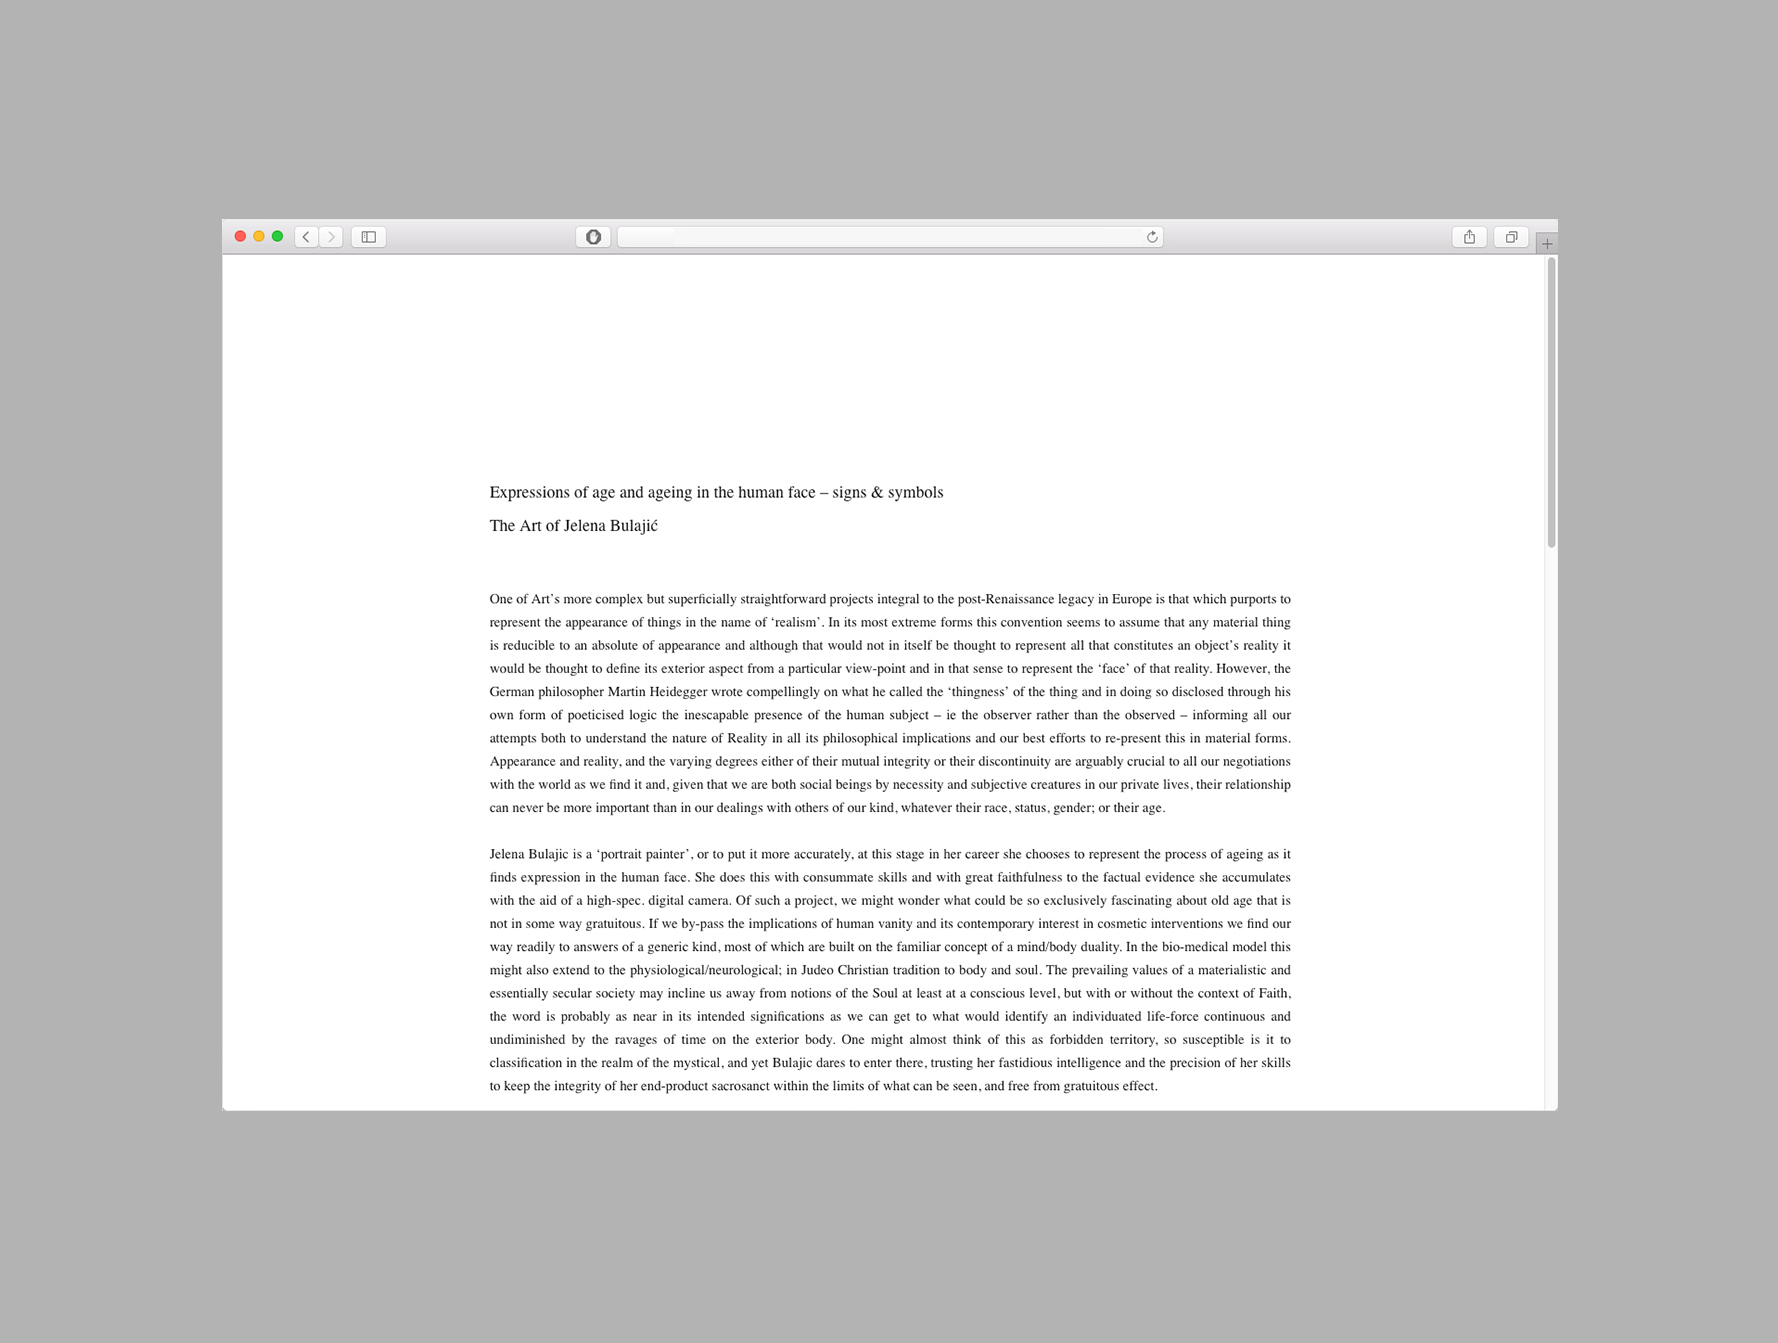 Expressions of age and ageing in the human face – signs & symbols
The Art of Jelena Bulajić
One of Art’s more complex but superficially straightforward projects integral to the post-Renaissance legacy in Europe is that which purports to
represent the appearance of things in the name of ‘realism’. In its most extreme forms this convention seems to assume that any material thing
is reducible to an absolute of appearance and although that would not in itself be thought to represent all that constitutes an object’s reality it
would be thought to define its exterior aspect from a particular view-point and in that sense to represent the ‘face’ of that reality. However, the
German philosopher Martin Heidegger wrote compellingly on what he called the ‘thingness’ of the thing and in doing so disclosed through his
own form of poeticised logic the inescapable presence of the human subject – ie the observer rather than the observed – informing all our
attempts both to understand the nature of Reality in all its philosophical implications and our best efforts to re-present this in material forms.
Appearance and reality, and the varying degrees either of their mutual integrity or their discontinuity are arguably crucial to all our negotiations
with the world as we find it and, given that we are both social beings by necessity and subjective creatures in our private lives, their relationship
can never be more important than in our dealings with others of our kind, whatever their race, status, gender; or their age.
Jelena Bulajic is a ‘portrait painter’, or to put it more accurately, at this stage in her career she chooses to represent the process of ageing as it
finds expression in the human face. She does this with consummate skills and with great faithfulness to the factual evidence she accumulates
with the aid of a high-spec. digital camera. Of such a project, we might wonder what could be so exclusively fascinating about old age that is
not in some way gratuitous. If we by-pass the implications of human vanity and its contemporary interest in cosmetic interventions we find our
way readily to answers of a generic kind, most of which are built on the familiar concept of a mind/body duality. In the bio-medical model this
might also extend to the physiological/neurological; in Judeo Christian tradition to body and soul. The prevailing values of a materialistic and
essentially secular society may incline us away from notions of the Soul at least at a conscious level, but with or without the context of Faith,
the word is probably as near in its intended significations as we can get to what would identify an individuated life-force continuous and
undiminished by the ravages of time on the exterior body. One might almost think of this as forbidden territory, so susceptible is it to
classification in the realm of the mystical, and yet Bulajic dares to enter there, trusting her fastidious intelligence and the precision of her skills
to keep the integrity of her end-product sacrosanct within the limits of what can be seen, and free from gratuitous effect.